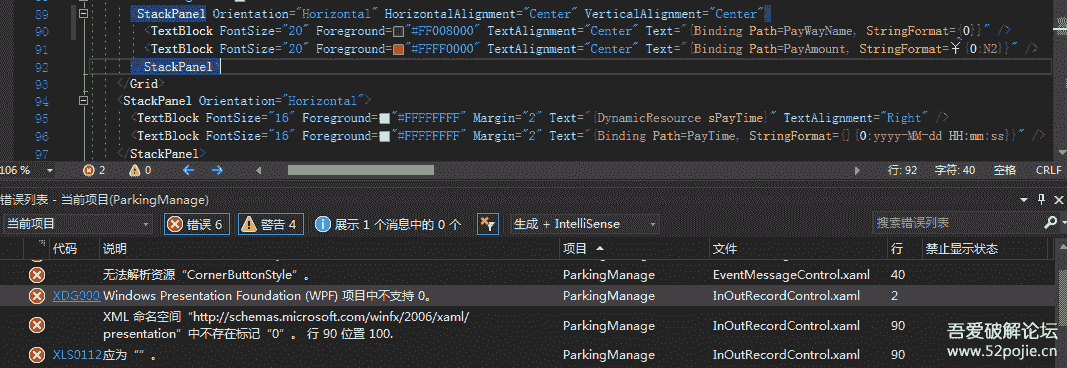 89 StackPanel Orientation="Horizontal" HorizontalAlignment="Center" VerticalAlignment="Center"
90 <TextBlock FontSize="20" Foreground="#FF008000" TextAlignment="Center" Text="{Binding Path=PayWayName, StringFormat={0}}" />
91 <TextBlock FontSize="20" Foreground="#FFFF0000" TextAlignment="Center" Text="{Binding Path=PayAmount, StringFormat=¥{0:N2}}" />
92 StackPanel
93 </Grid>
94 <StackPanel Orientation="Horizontal">
95 <TextBlock FontSize="16" Foreground="#FFFFFFFF" Margin="2" Text="{DynamicResource sPayTime}" TextAlignment="Right" />
96 <TextBlock FontSize="16" Foreground="#FFFFFFFF" Margin="2" Text="{Binding Path=PayTime, StringFormat={}{0:yyyy-MM-dd HH:mm:ss}}" />
97 </StackPanel>
106 % 2 0 行: 92 字符: 40 空格 CRLF
错误列表 - 当前项目(ParkingManage)
当前项目 错误 6 警告 4 展示 1 个消息中的 0 个 生成 + IntelliSense 搜索错误列表
代码 说明 项目 文件 行 禁止显示状态
无法解析资源“CornerButtonStyle”。 ParkingManage EventMessageControl.xaml 40
XDG000 Windows Presentation Foundation (WPF) 项目中不支持 0。 ParkingManage InOutRecordControl.xaml 2
XML 命名空间“http://schemas.microsoft.com/winfx/2006/xaml/
presentation”中不存在标记“0”。 行 90 位置 100. ParkingManage InOutRecordControl.xaml 90
XLS0112 应为“”。 ParkingManage InOutRecordControl.xaml 90
吾爱破解论坛
www.52pojie.cn